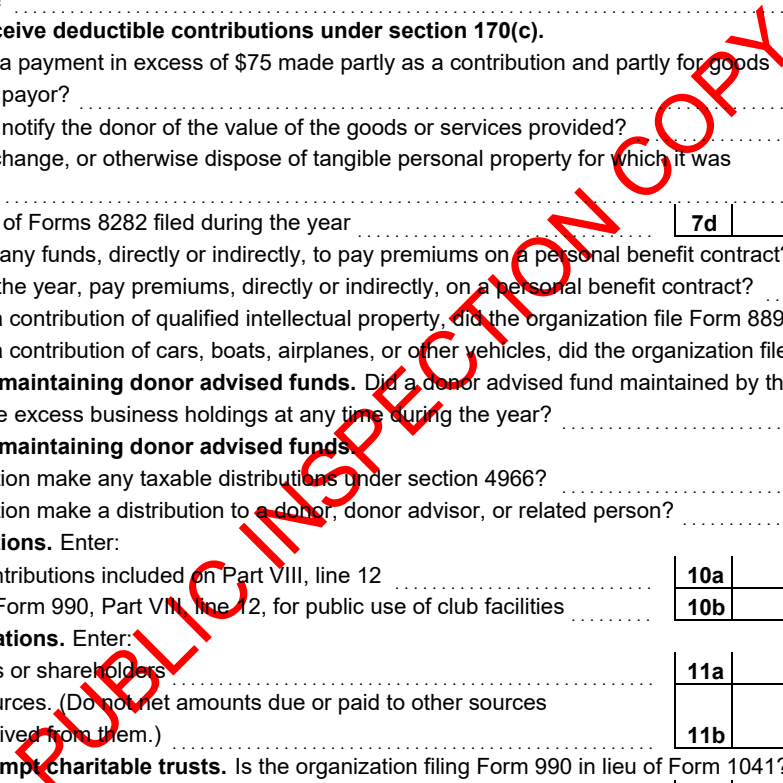 ceive deductible contributions under section 170(c).
a payment in excess of $75 made partly as a contribution and partly for goods
payor?
notify the donor of the value of the goods or services provided?
change, or otherwise dispose of tangible personal property for which it was
of Forms 8282 filed during the year 7d
any funds, directly or indirectly, to pay premiums on a personal benefit contract?
the year, pay premiums, directly or indirectly, on a personal benefit contract?
a contribution of qualified intellectual property, did the organization file Form 889
a contribution of cars, boats, airplanes, or other vehicles, did the organization file
maintaining donor advised funds. Did a donor advised fund maintained by th
e excess business holdings at any time during the year?
maintaining donor advised funds.
tion make any taxable distributions under section 4966?
tion make a distribution to a donor, donor advisor, or related person?
tions. Enter:
ntributions included on Part VIII, line 12 10a
Form 990, Part VIII, line 12, for public use of club facilities 10b
ations. Enter:
s or shareholders 11a
urces. (Do not net amounts due or paid to other sources
ived from them.) 11b
mpt charitable trusts. Is the organization filing Form 990 in lieu of Form 1041?
PUBLIC INSPECTION COPY